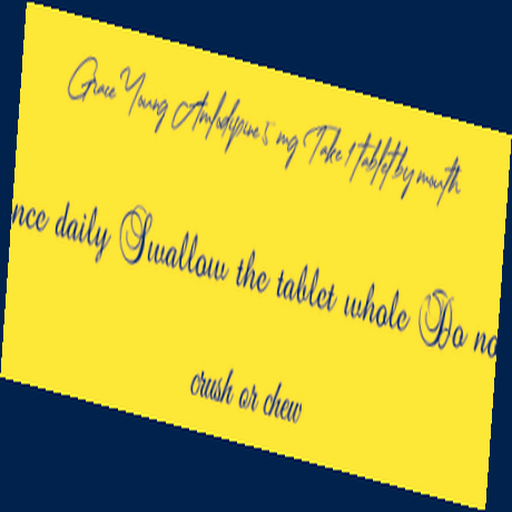 Grace Young Amlodipine 5 mg Take 1 tablet by mouth
nce daily Swallow the tablet whole Do no
crush or chew